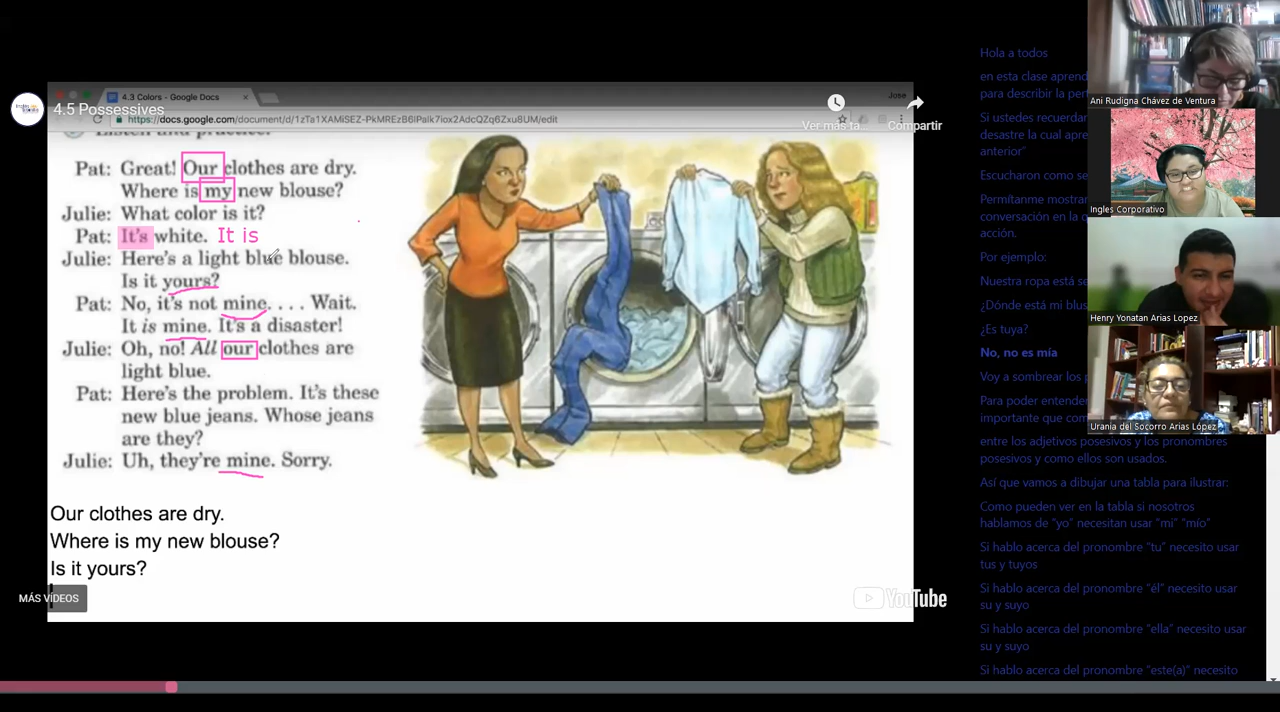 4.3 Colors - Google Docs
Jose
4.5 Possessives
https://docs.google.com/document/d/1zTa1XAMiSEZ-PkMREzB6lPaIk7iox2AdcQZq6Zxu8UM/edit
Ver más ta...
Compartir
Listen and practice.
Pat: Great! Our clothes are dry.
Where is my new blouse?
Julie: What color is it?
Pat: It's white. It is
Julie: Here's a light blue blouse.
Is it yours?
Pat: No, it's not mine. . . . Wait.
It is mine. It's a disaster!
Julie: Oh, no! All our clothes are
light blue.
Pat: Here's the problem. It's these
new blue jeans. Whose jeans
are they?
Julie: Uh, they're mine. Sorry.
Our clothes are dry.
Where is my new blouse?
Is it yours?
MÁS VÍDEOS
YouTube
Hola a todos
en esta clase aprend
para describir la per
Si ustedes recuerdar
desastre la cual apre
anterior"
Escucharon como se
Permítanme mostrar
conversación en la c
acción.
Por ejemplo:
Nuestra ropa está se
¿Dónde está mi blus
¿Es tuya?
No, no es mía
Voy a sombrear los p
Para poder entender
importante que com
entre los adjetivos posesivos y los pronombres
posesivos y como ellos son usados.
Así que vamos a dibujar una tabla para ilustrar:
Como pueden ver en la tabla si nosotros
hablamos de "yo" necesitan usar "mi" "mío"
Si hablo acerca del pronombre "tu" necesito usar
tus y tuyos
Si hablo acerca del pronombre "él" necesito usar
su y suyo
Si hablo acerca del pronombre "ella" necesito usar
su y suyo
Si hablo acerca del pronombre "este(a)" necesito
Ani Rudigna Chávez de Ventura
Ingles Corporativo
Henry Yonatan Arias Lopez
Urania del Socorro Arias López